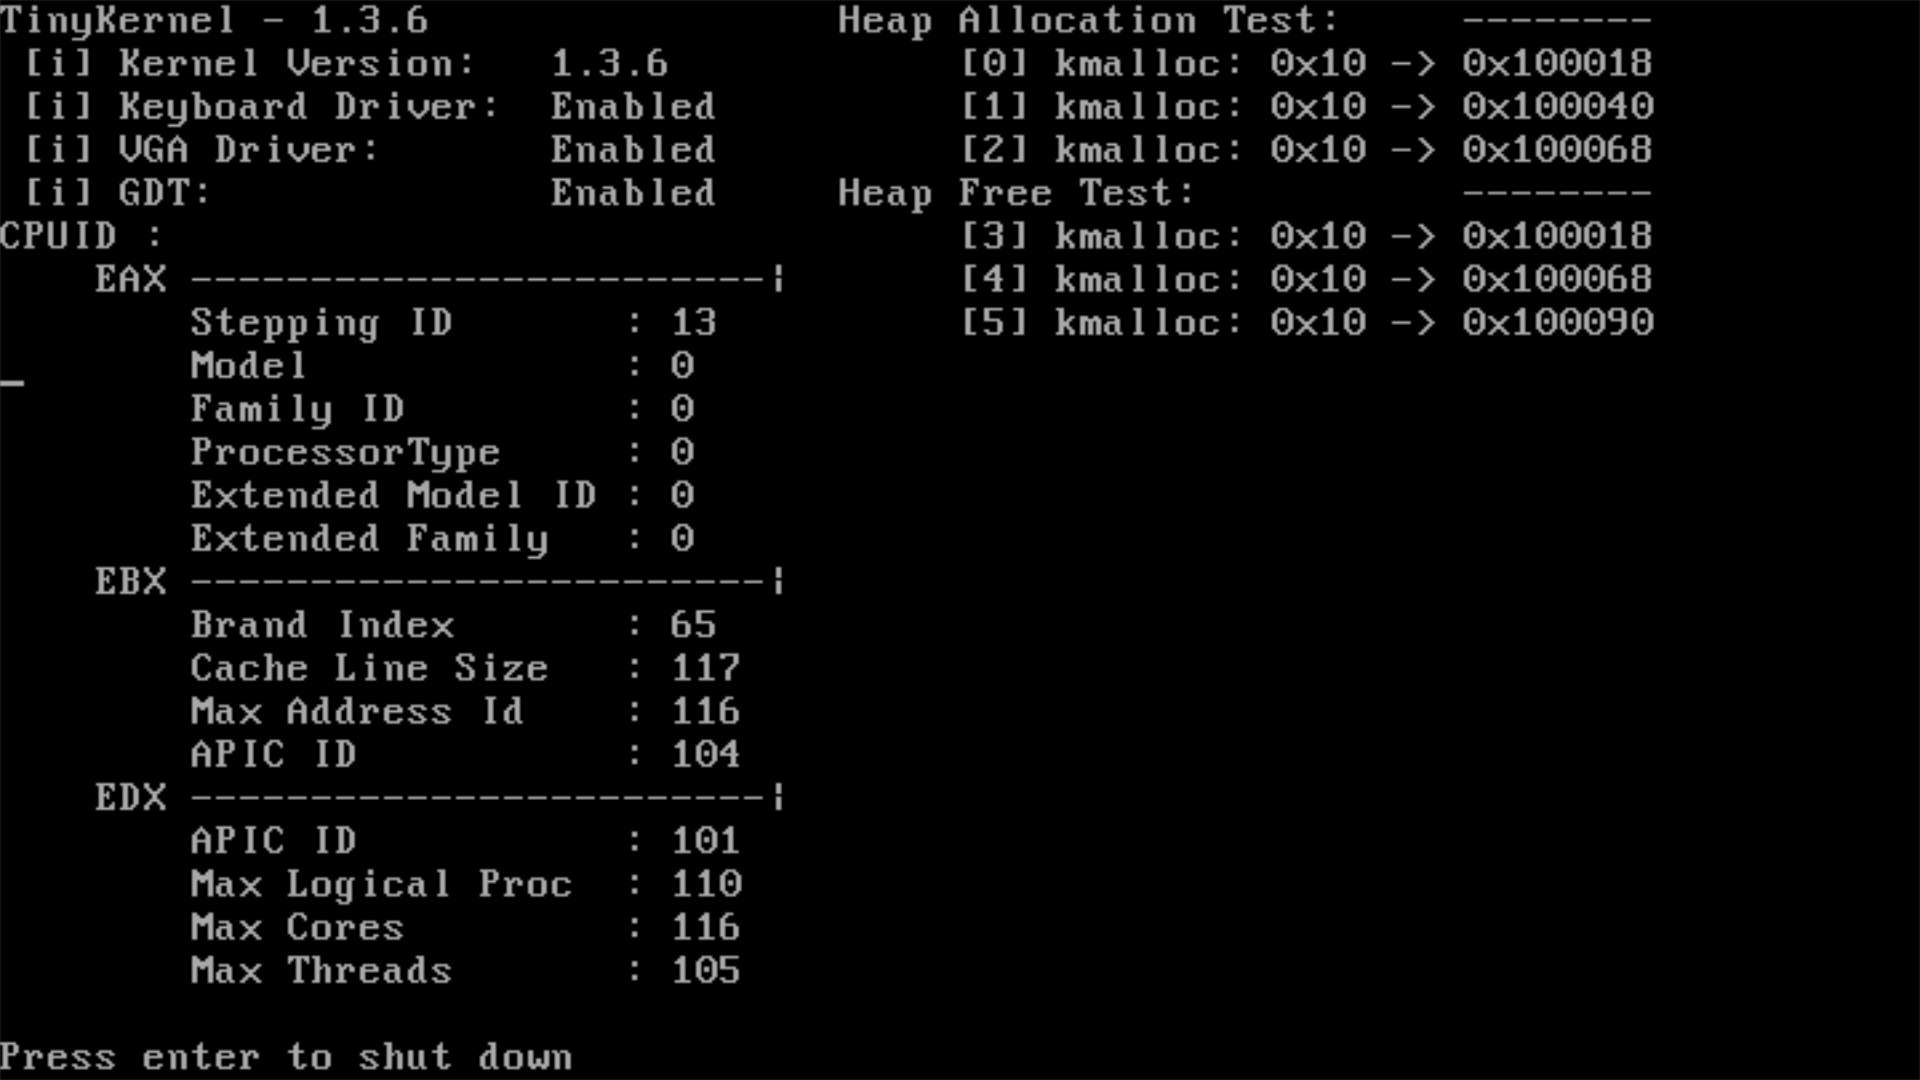 TinyKernel - 1.3.6
 [i] Kernel Version:   1.3.6
 [i] Keyboard Driver:  Enabled
 [i] VGA Driver:       Enabled
 [i] GDT:              Enabled
CPUID :
    EAX ------------------------¦
        Stepping ID       : 13
        Model             : 0
        Family ID         : 0
        ProcessorType     : 0
        Extended Model ID : 0
        Extended Family   : 0
    EBX ------------------------¦
        Brand Index       : 65
        Cache Line Size   : 117
        Max Address Id    : 116
        APIC ID           : 104
    EDX ------------------------¦
        APIC ID           : 101
        Max Logical Proc  : 110
        Max Cores         : 116
        Max Threads       : 105
Press enter to shut down
Heap Allocation Test:     --------
     [0] kmalloc: 0x10 -> 0x100018
     [1] kmalloc: 0x10 -> 0x100040
     [2] kmalloc: 0x10 -> 0x100068
Heap Free Test:           --------
     [3] kmalloc: 0x10 -> 0x100018
     [4] kmalloc: 0x10 -> 0x100068
     [5] kmalloc: 0x10 -> 0x100090